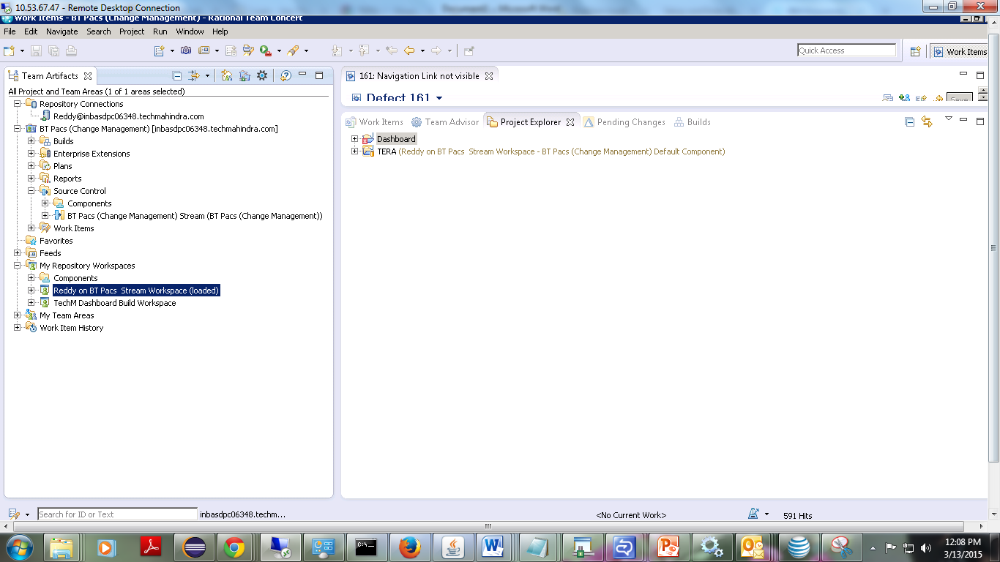 10.53.67.47 - Remote Desktop Connection
Work Items - BT Pacs (Change Management) - Rational Team Concert
File Edit Navigate Search Project Run Window Help
Quick Access
Work Items
Team Artifacts
161: Navigation Link not visible
All Project and Team Areas (1 of 1 areas selected)
Defect 161
Save
Repository Connections
Reddy@inbasdpc06348.techmahindra.com
BT Pacs (Change Management) [inbasdpc06348.techmahindra.com]
Builds
Enterprise Extensions
Plans
Reports
Source Control
Components
BT Pacs (Change Management) Stream (BT Pacs (Change Management))
Work Items
Favorites
Feeds
My Repository Workspaces
Components
Reddy on BT Pacs Stream Workspace (loaded)
TechM Dashboard Build Workspace
My Team Areas
Work Item History
Work Items Team Advisor Project Explorer Pending Changes Builds
Dashboard
TERA (Reddy on BT Pacs Stream Workspace - BT Pacs (Change Management) Default Component)
Search for ID or Text
inbasdpc06348.techm...
<No Current Work>
591 Hits
12:08 PM
3/13/2015